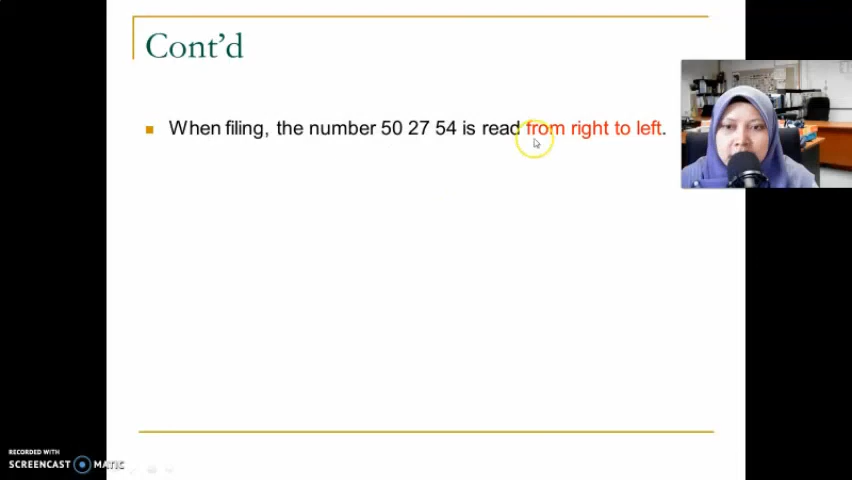 Cont'd
When filing, the number 50 27 54 is read from right to left.
RECORDED WITH
SCREENCAST MATIC